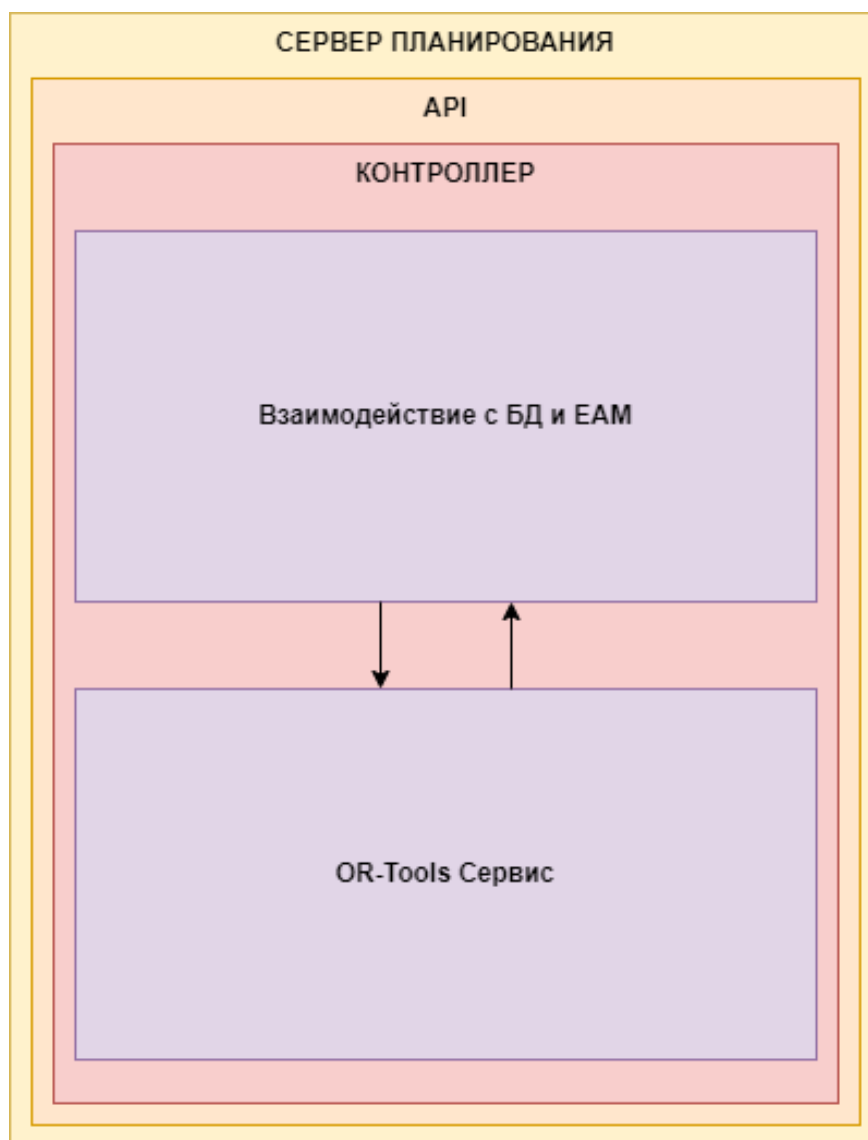 СЕРВЕР ПЛАНИРОВАНИЯ
API
КОНТРОЛЛЕР
Взаимодействие с БД и ЕАМ
OR-Tools Сервис